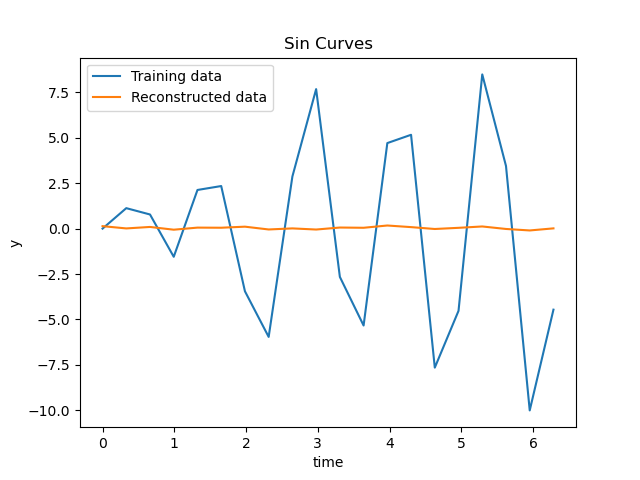 Sin Curves
Training data
Reconstructed data
7.5
5.0
2.5
0.0
−2.5
−5.0
−7.5
−10.0
y
0 1 2 3 4 5 6
time